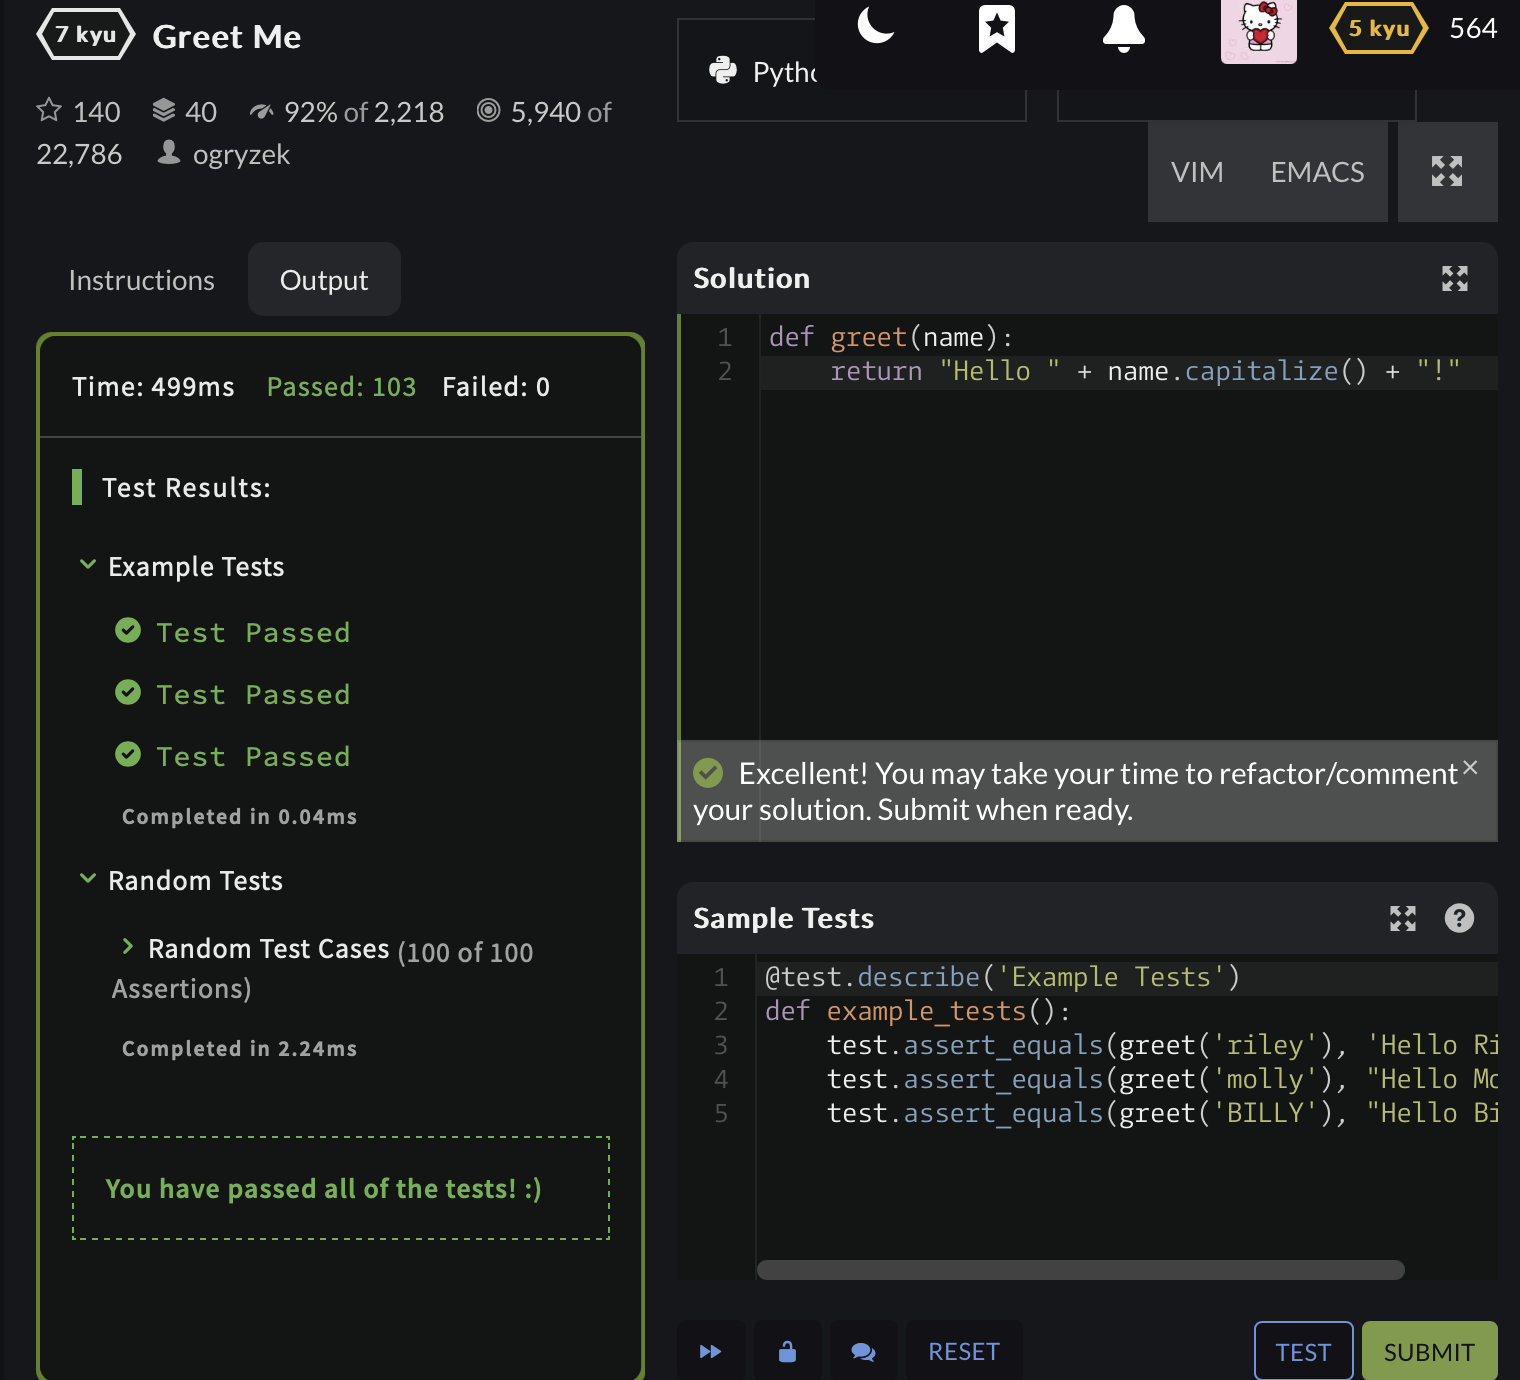 7 kyu Greet Me
140 40 92% of 2,218 5,940 of
22,786 ogryzek
5 kyu 564
VIM EMACS
Instructions Output
Time: 499ms Passed: 103 Failed: 0
Test Results:
Example Tests
Test Passed
Test Passed
Test Passed
Completed in 0.04ms
Random Tests
Random Test Cases (100 of 100
Assertions)
Completed in 2.24ms
You have passed all of the tests! :)
Solution
1 def greet(name):
2     return "Hello " + name.capitalize() + "!"
Excellent! You may take your time to refactor/comment ×
your solution. Submit when ready.
Sample Tests
1 @test.describe('Example Tests')
2 def example_tests():
3     test.assert_equals(greet('riley'), 'Hello Ri
4     test.assert_equals(greet('molly'), "Hello Mo
5     test.assert_equals(greet('BILLY'), "Hello Bi
RESET TEST SUBMIT